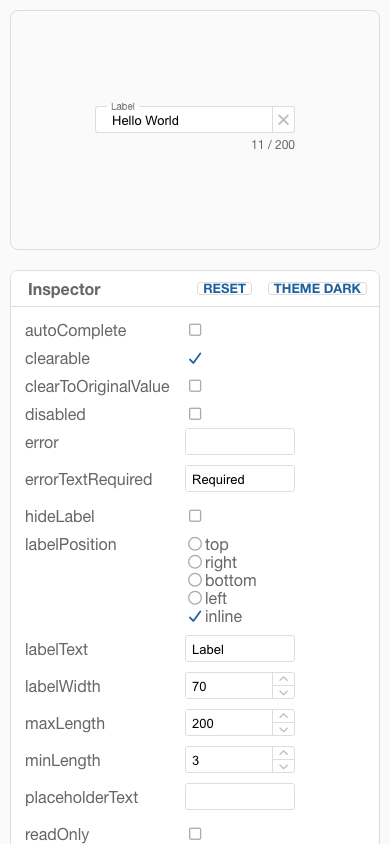 Label
Hello World
11 / 200
Inspector RESET THEME DARK
autoComplete
clearable
clearToOriginalValue
disabled
error
errorTextRequired Required
hideLabel
labelPosition top
right
bottom
left
inline
labelText Label
labelWidth 70
maxLength 200
minLength 3
placeholderText
readOnly